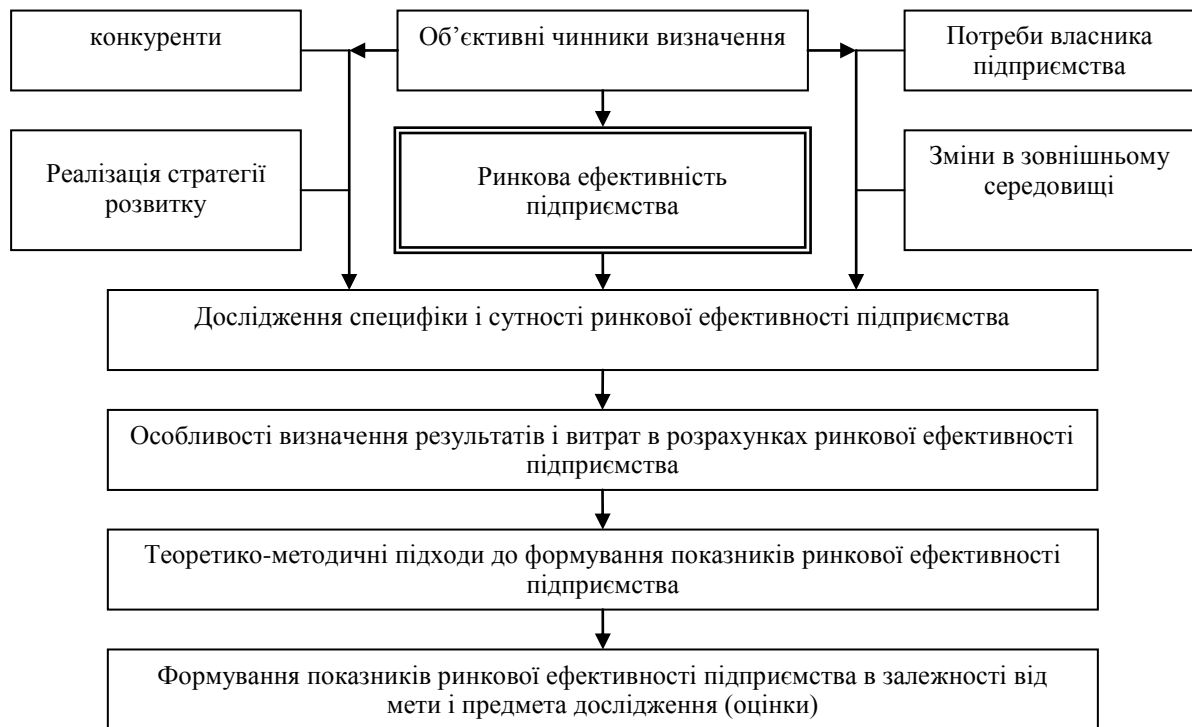 конкуренти
Об’єктивні чинники визначення
Потреби власника
підприємства
Реалізація стратегії
розвитку
Ринкова ефективність
підприємства
Зміни в зовнішньому
середовищі
Дослідження специфіки і сутності ринкової ефективності підприємства
Особливості визначення результатів і витрат в розрахунках ринкової ефективності
підприємства
Теоретико-методичні підходи до формування показників ринкової ефективності
підприємства
Формування показників ринкової ефективності підприємства в залежності від
мети і предмета дослідження (оцінки)